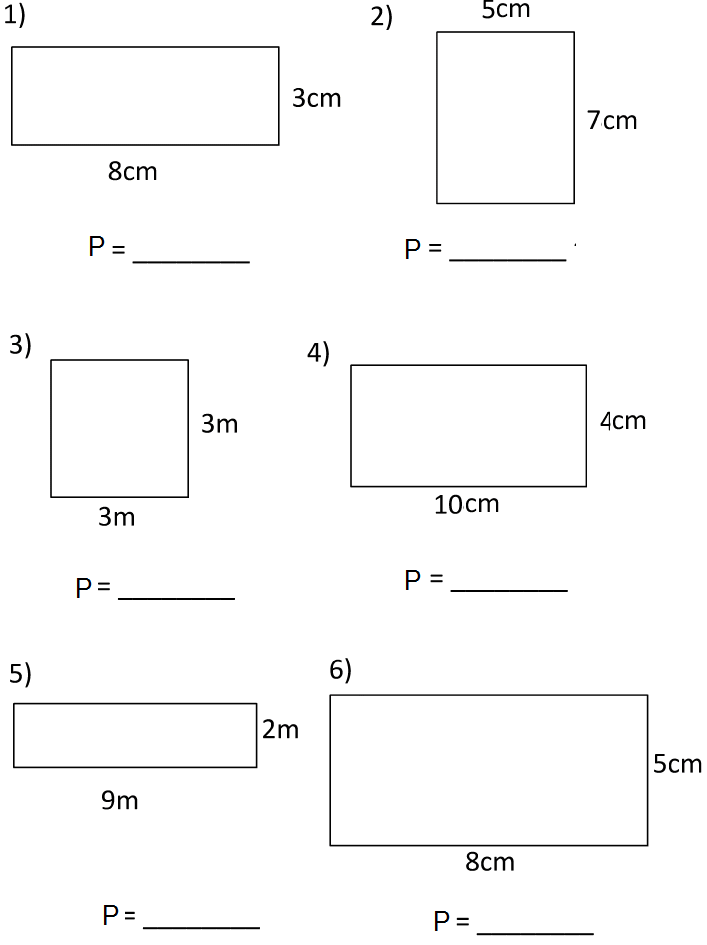 1)
3cm
8cm
P = ________
2)
5cm
7cm
P = ________
3)
3m
3m
P = ________
4)
4cm
10cm
P = ________
5)
2m
9m
P = ________
6)
5cm
8cm
P = ________